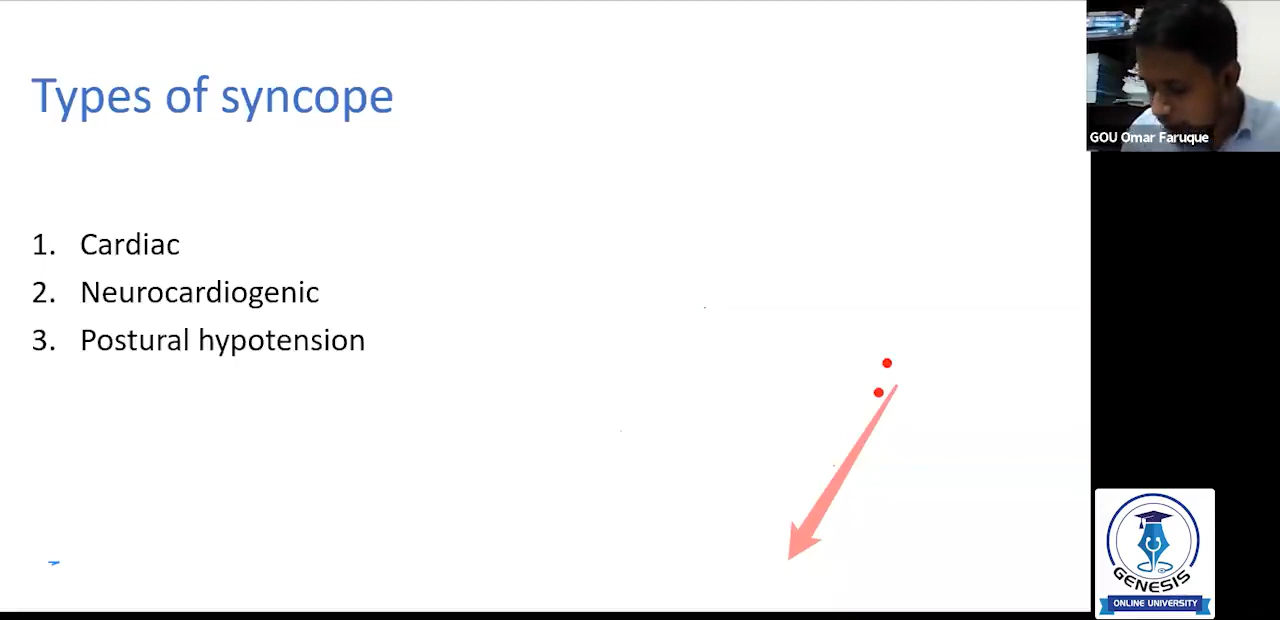 Types of syncope
1. Cardiac
2. Neurocardiogenic
3. Postural hypotension
GOU Omar Faruque
GENESIS
ONLINE UNIVERSITY